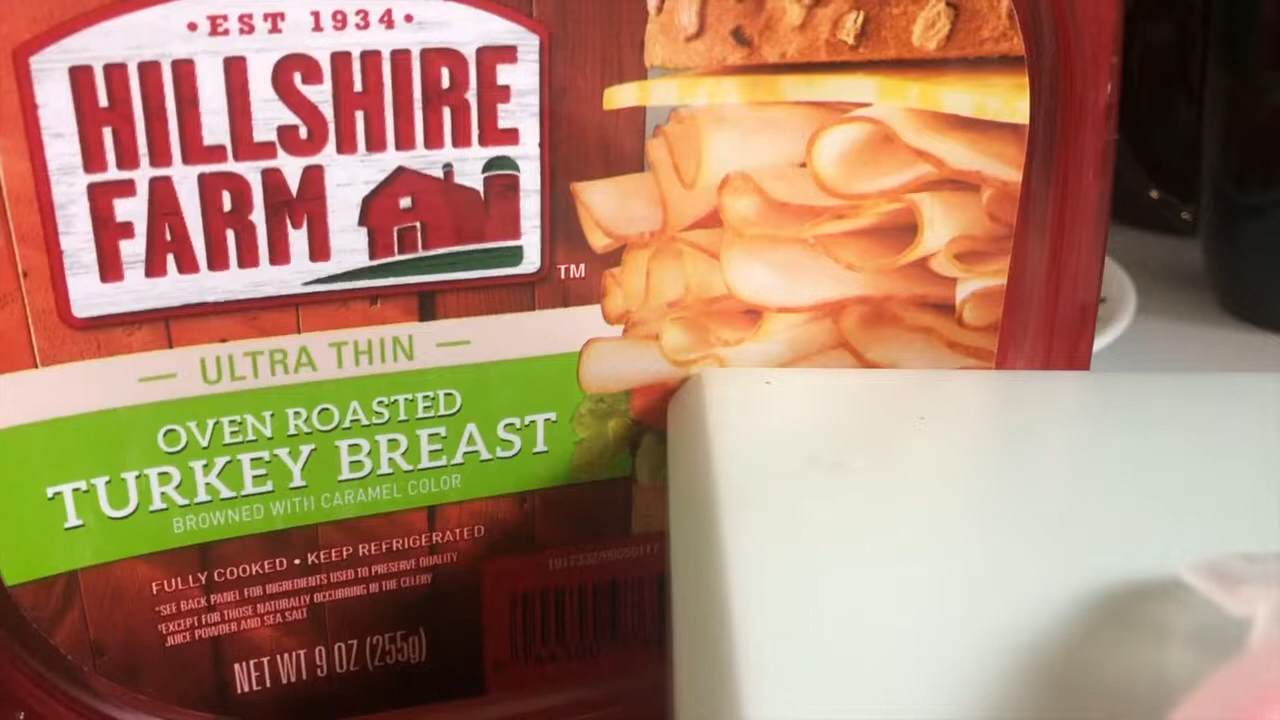 •EST 1934•
HILLSHIRE
FARM
TM
— ULTRA THIN —
OVEN ROASTED
TURKEY BREAST
BROWNED WITH CARAMEL COLOR
FULLY COOKED • KEEP REFRIGERATED
*SEE BACK PANEL FOR INGREDIENTS USED TO PRESERVE QUALITY
†EXCEPT FOR THOSE NATURALLY OCCURRING IN THE CELERY
JUICE POWDER AND SEA SALT
NET WT 9 OZ (255g)